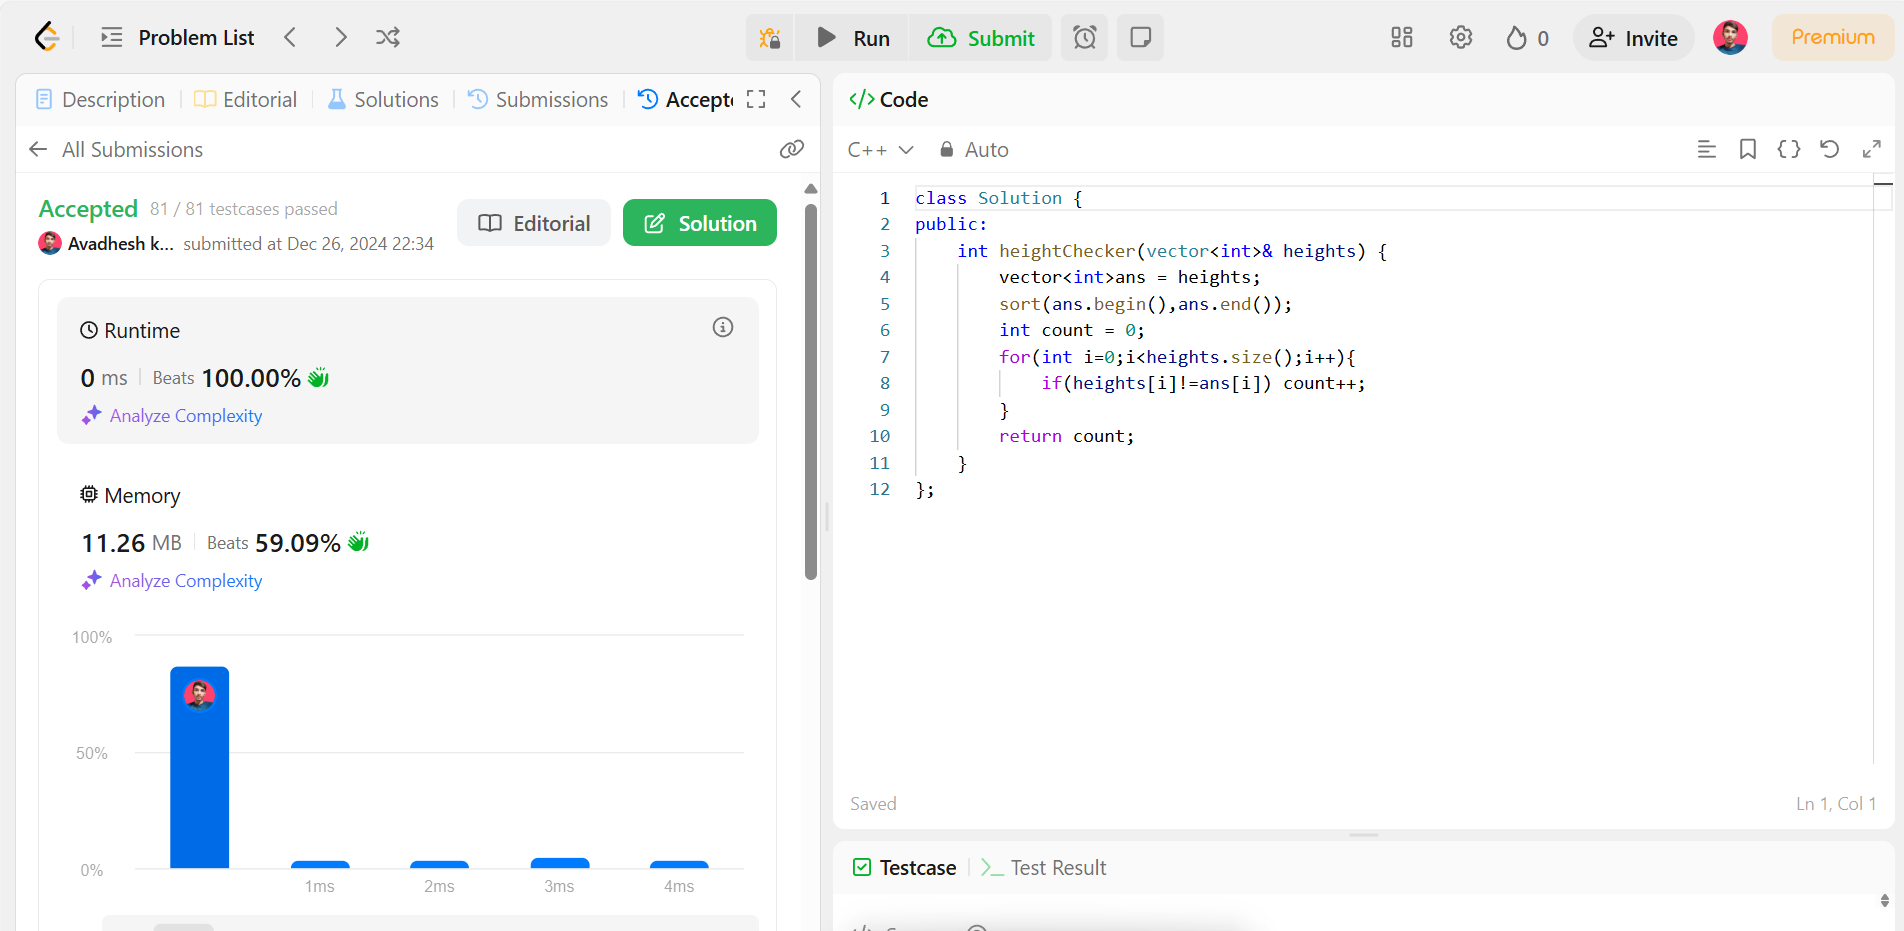 Problem List
Run
Submit
0
Invite
Premium
Description
Editorial
Solutions
Submissions
Accepte
All Submissions
Accepted 81 / 81 testcases passed
Avadhesh k... submitted at Dec 26, 2024 22:34
Editorial
Solution
Runtime
0 ms Beats 100.00%
Analyze Complexity
Memory
11.26 MB Beats 59.09%
Analyze Complexity
100%
50%
0%
1ms 2ms 3ms 4ms
</> Code
C++ Auto
1 class Solution {
2 public:
3     int heightChecker(vector<int>& heights) {
4         vector<int>ans = heights;
5         sort(ans.begin(),ans.end());
6         int count = 0;
7         for(int i=0;i<heights.size();i++){
8             if(heights[i]!=ans[i]) count++;
9         }
10         return count;
11     }
12 };
Saved
Ln 1, Col 1
Testcase
>_ Test Result